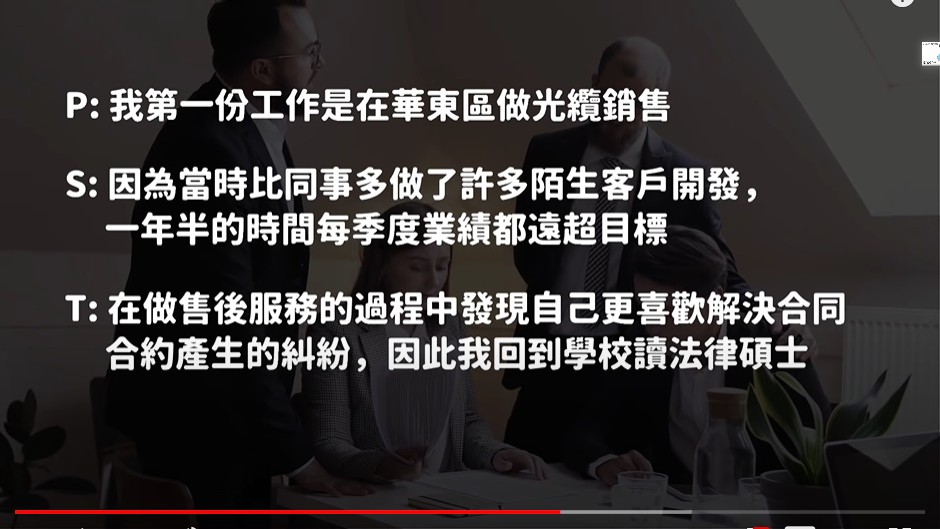 P: 我第一份工作是在華東區做光纜銷售
S: 因為當時比同事多做了許多陌生客戶開發，
一年半的時間每季度業績都遠超目標
T: 在做售後服務的過程中發現自己更喜歡解決合同
合約產生的糾紛，因此我回到學校讀法律碩士